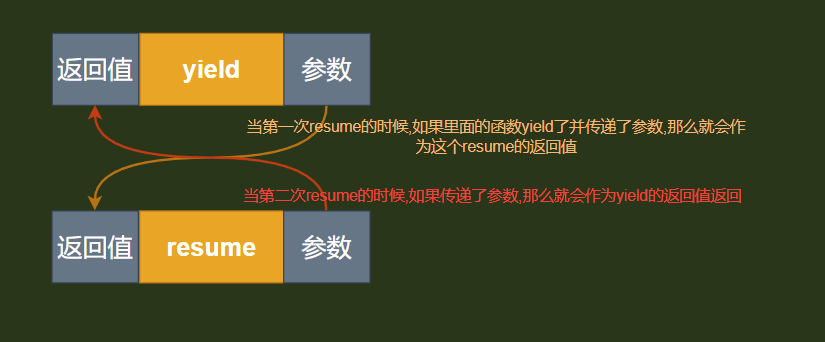 返回值 yield 参数
当第一次resume的时候,如果里面的函数yield了并传递了参数,那么就会作
为这个resume的返回值
当第二次resume的时候,如果传递了参数,那么就会作为yield的返回值返回
返回值 resume 参数